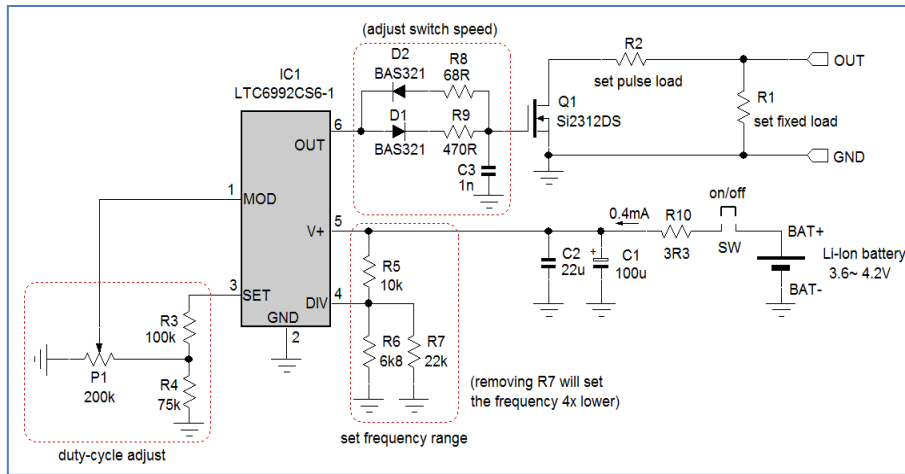 (adjust switch speed)
D2
BAS321
R8
68R
R2
set pulse load
OUT
IC1
LTC6992CS6-1
6
OUT
D1
BAS321
R9
470R
Q1
Si2312DS
R1
set fixed load
C3
1n
GND
1
MOD
5
V+
0.4mA
R10
3R3
on/off
SW
BAT+
Li-Ion battery
3.6~ 4.2V
BAT-
R5
10k
C2
22u
+
C1
100u
3
SET
4
DIV
GND
2
R3
100k
P1
200k
R4
75k
R6
6k8
R7
22k
(removing R7 will set
the frequency 4x lower)
set frequency range
duty-cycle adjust